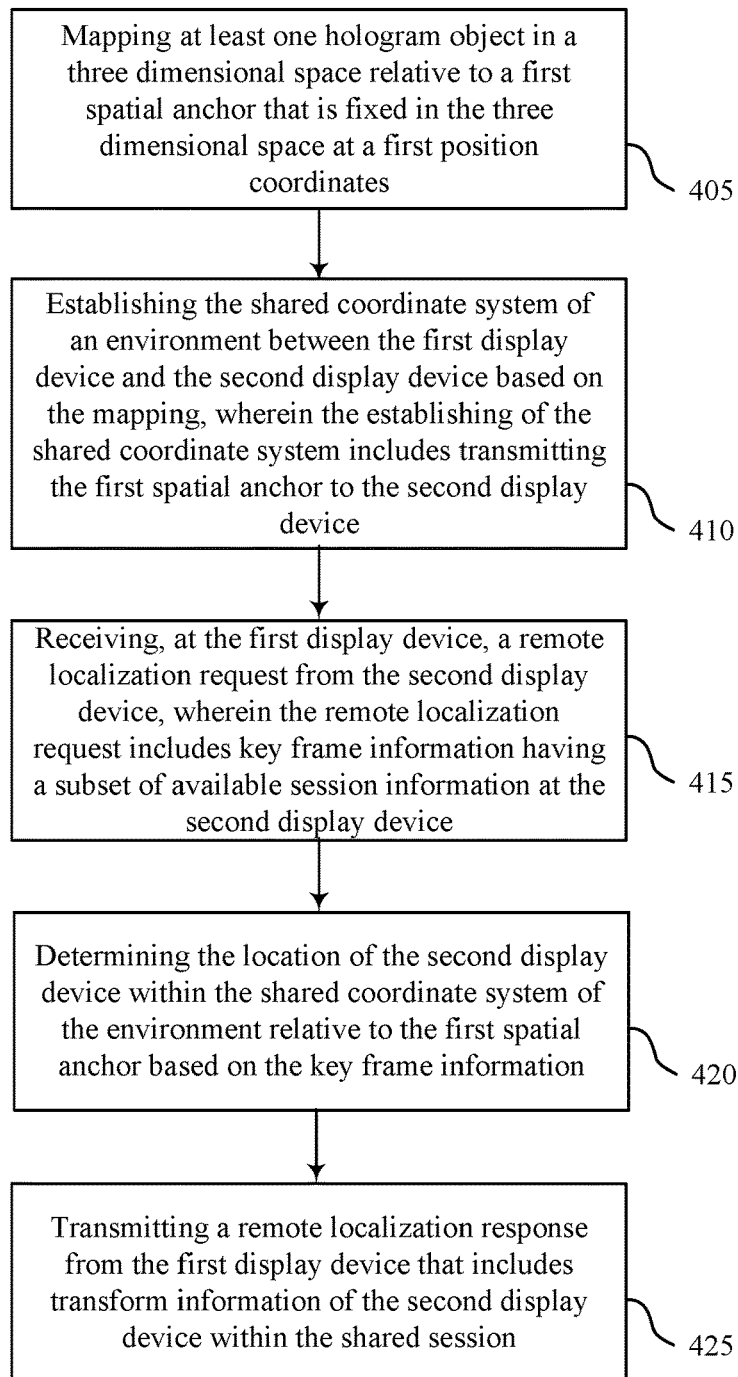 Mapping at least one hologram object in a
three dimensional space relative to a first
spatial anchor that is fixed in the three
dimensional space at a first position
coordinates
405
Establishing the shared coordinate system of
an environment between the first display
device and the second display device based on
the mapping, wherein the establishing of the
shared coordinate system includes transmitting
the first spatial anchor to the second display
device
410
Receiving, at the first display device, a remote
localization request from the second display
device, wherein the remote localization
request includes key frame information having
a subset of available session information at the
second display device
415
Determining the location of the second display
device within the shared coordinate system of
the environment relative to the first spatial
anchor based on the key frame information
420
Transmitting a remote localization response
from the first display device that includes
transform information of the second display
device within the shared session
425